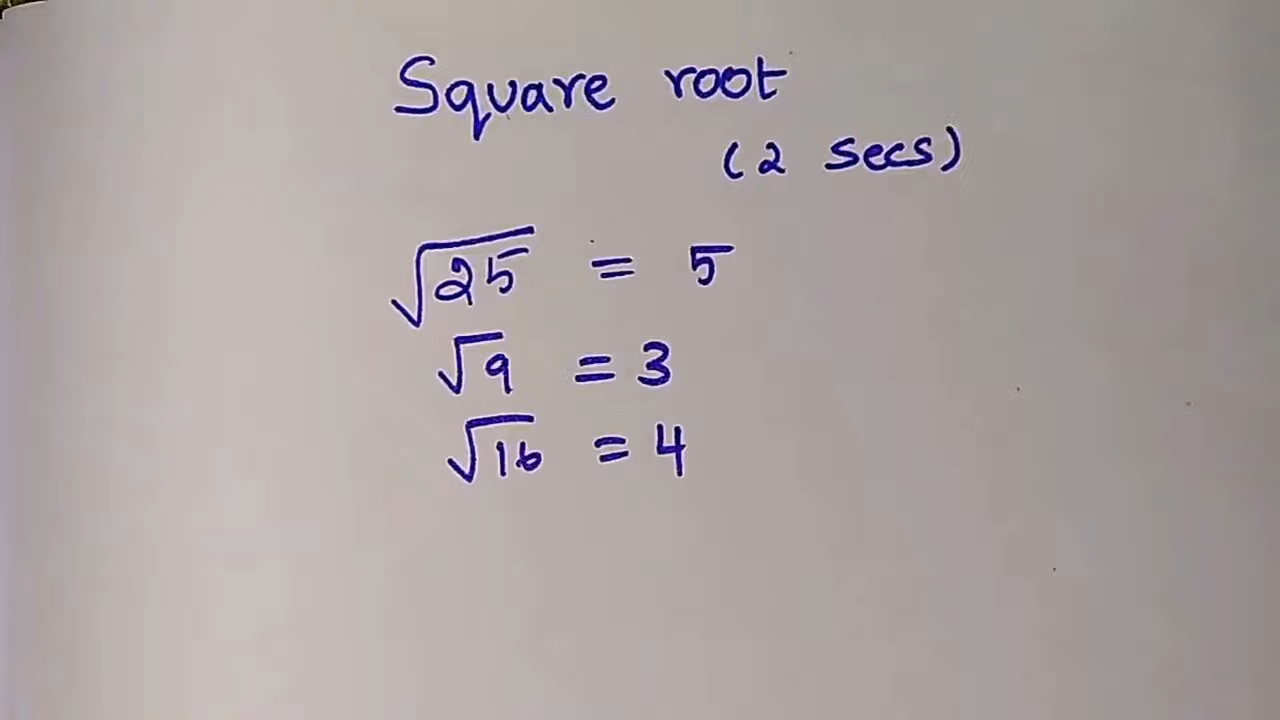 Square root
(2 secs)
√25 = 5
√9 = 3
√16 = 4